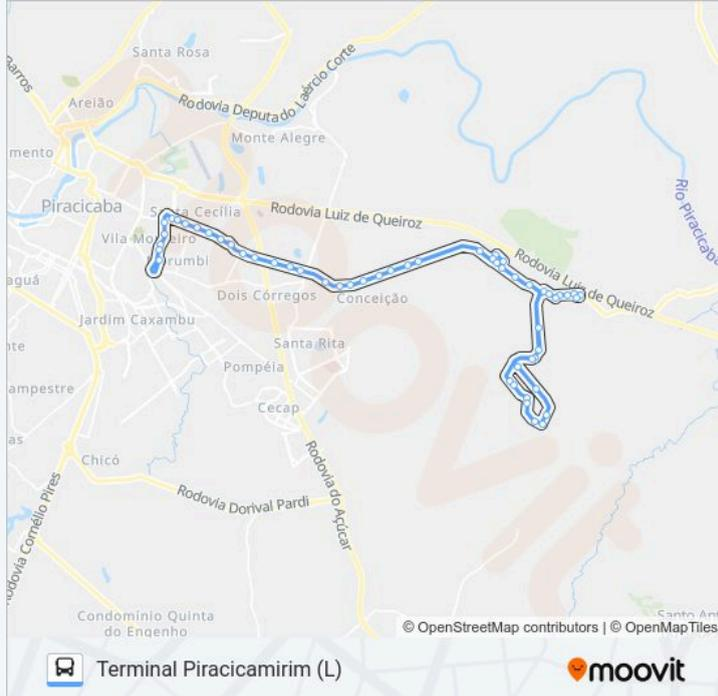 Santa Rosa
Barros
Areião
Rodovia Deputado Laércio Corte
mento
Monte Alegre
Piracicaba
Santa Cecília
Rodovia Luiz de Queiroz
Rio Piracicaba
Vila Monteiro
Morumbi
Rodovia Luiz de Queiroz
aguá
Dois Córregos
Conceição
Jardim Caxambu
Santa Rita
nte
Pompéia
ampestre
Cecap
as
Chicó
Rodovia do Açúcar
Rodovia Dorival Pardi
Rodovia Cornélio Pires
Condomínio Quinta
do Engenho
Santo Ant
© OpenStreetMap contributors | © OpenMapTiles
Terminal Piracicamirim (L)
moovit